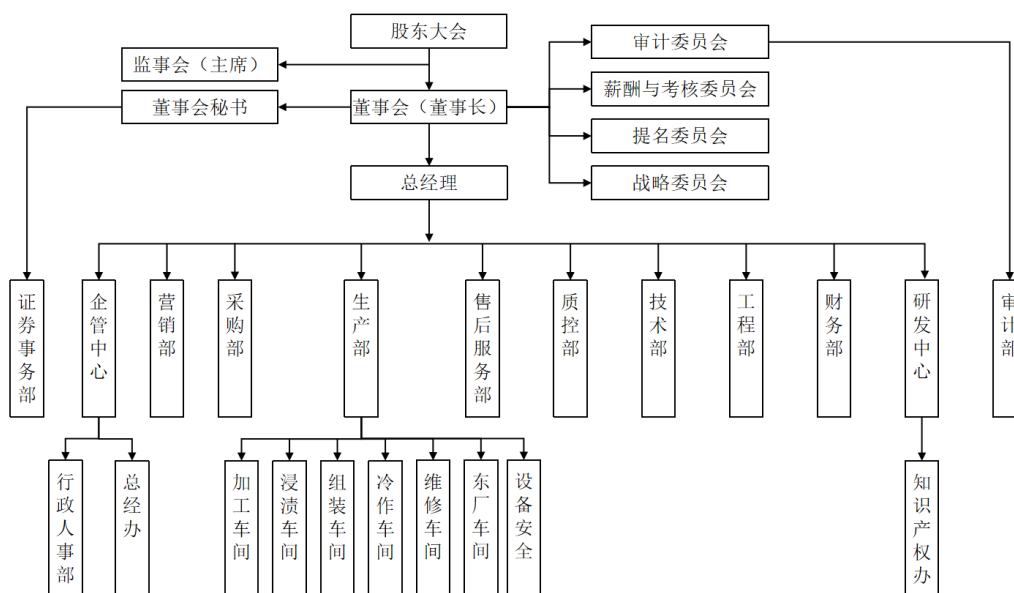 股东大会
监事会（主席）
审计委员会
薪酬与考核委员会
董事会秘书
董事会（董事长）
提名委员会
战略委员会
总经理
证券事务部
企管中心
营销部
采购部
生产部
售后服务部
质控部
技术部
工程部
财务部
研发中心
审计部
行政人事部
总经办
加工车间
浸渍车间
组装车间
冷作车间
维修车间
东厂车间
设备安全
知识产权办